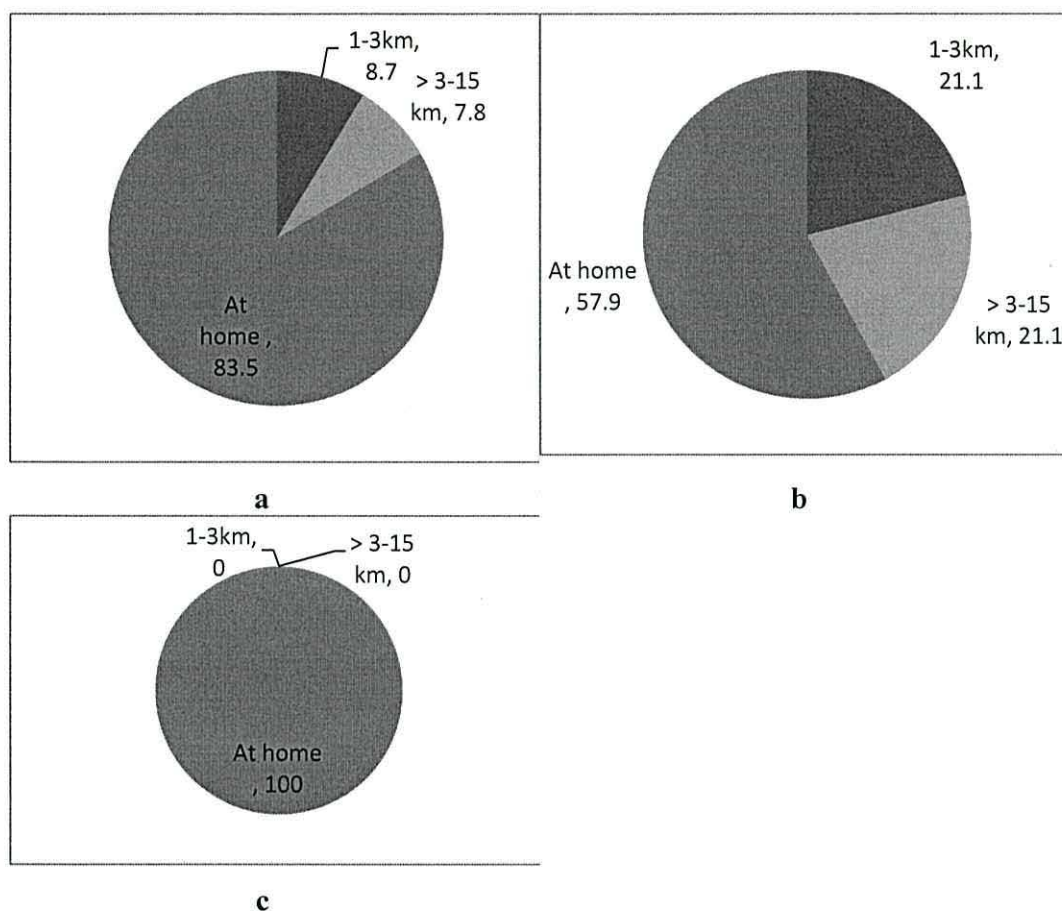 1-3km,
8.7
> 3-15
km, 7.8
At
home ,
83.5
a
1-3km,
21.1
At home
, 57.9
> 3-15
km, 21.1
b
1-3km,
0
> 3-15
km, 0
At home
, 100
c